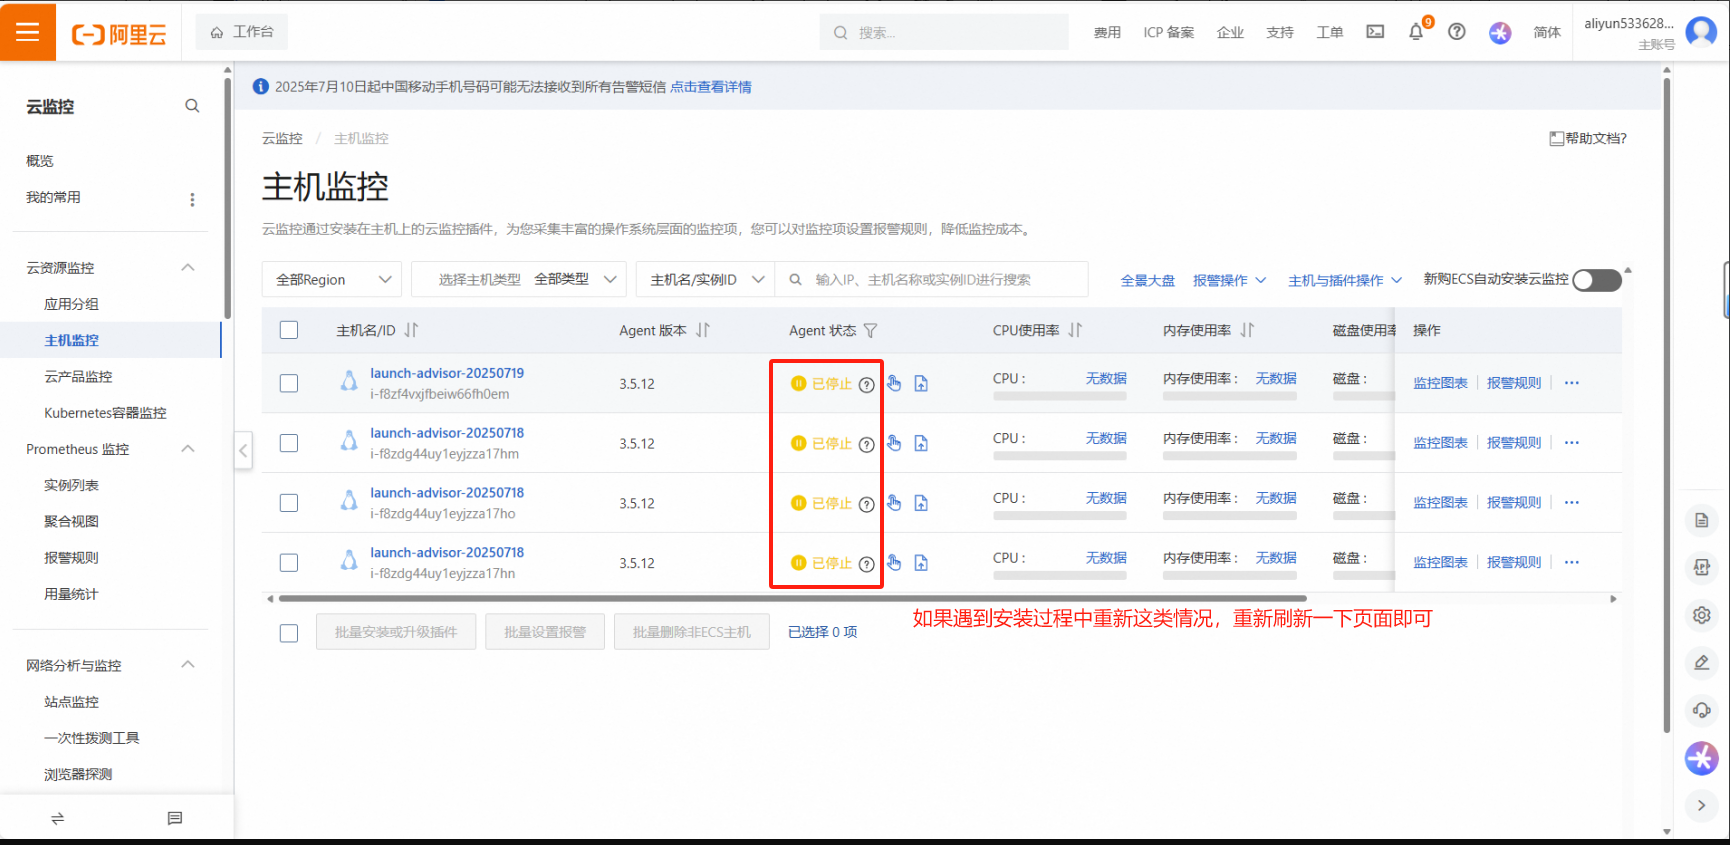 阿里云
工作台
搜索...
费用
ICP 备案
企业
支持
工单
9
简体
aliyun533628...
主账号
云监控
概览
我的常用
云资源监控
应用分组
主机监控
云产品监控
Kubernetes容器监控
Prometheus 监控
实例列表
聚合视图
报警规则
用量统计
网络分析与监控
站点监控
一次性拨测工具
浏览器探测
2025年7月10日起中国移动手机号码可能无法接收到所有告警短信 点击查看详情
云监控 / 主机监控
帮助文档?
主机监控
云监控通过安装在主机上的云监控插件，为您采集丰富的操作系统层面的监控项，您可以对监控项设置报警规则，降低监控成本。
全部Region
选择主机类型 全部类型
主机名/实例ID
输入IP、主机名称或实例ID进行搜索
全景大盘
报警操作
主机与插件操作
新购ECS自动安装云监控
主机名/ID
Agent 版本
Agent 状态
CPU使用率
内存使用率
磁盘使用率
操作
launch-advisor-20250719
i-f8zf4vxjfbeiw66fh0em
3.5.12
已停止
CPU： 无数据
内存使用率： 无数据
磁盘：
监控图表 报警规则 ...
launch-advisor-20250718
i-f8zdg44uy1eyjzza17hm
3.5.12
已停止
CPU： 无数据
内存使用率： 无数据
磁盘：
监控图表 报警规则 ...
launch-advisor-20250718
i-f8zdg44uy1eyjzza17ho
3.5.12
已停止
CPU： 无数据
内存使用率： 无数据
磁盘：
监控图表 报警规则 ...
launch-advisor-20250718
i-f8zdg44uy1eyjzza17hn
3.5.12
已停止
CPU： 无数据
内存使用率： 无数据
磁盘：
监控图表 报警规则 ...
如果遇到安装过程中重新这类情况，重新刷新一下页面即可
批量安装或升级插件
批量设置报警
批量删除非ECS主机
已选择 0 项